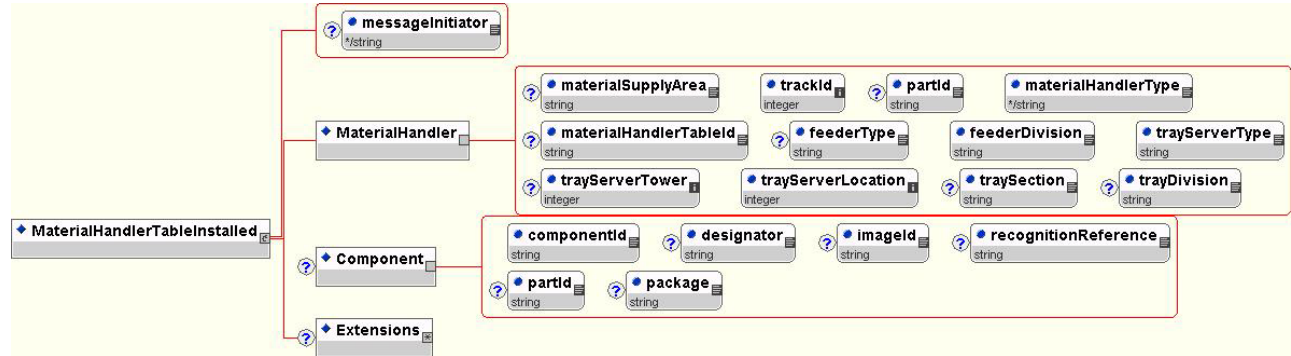 ? messageInitiator
*/string
? materialSupplyArea trackId ? partId materialHandlerType
string integer string */string
MaterialHandler ? materialHandlerTableId ? feederType feederDivision trayServerType
string string string string
? trayServerTower trayServerLocation ? traySection ? trayDivision
integer integer string string
MaterialHandlerTableInstalled
componentId ? designator ? imageId ? recognitionReference
string string string string
? Component
? partId ? package
string string
? Extensions